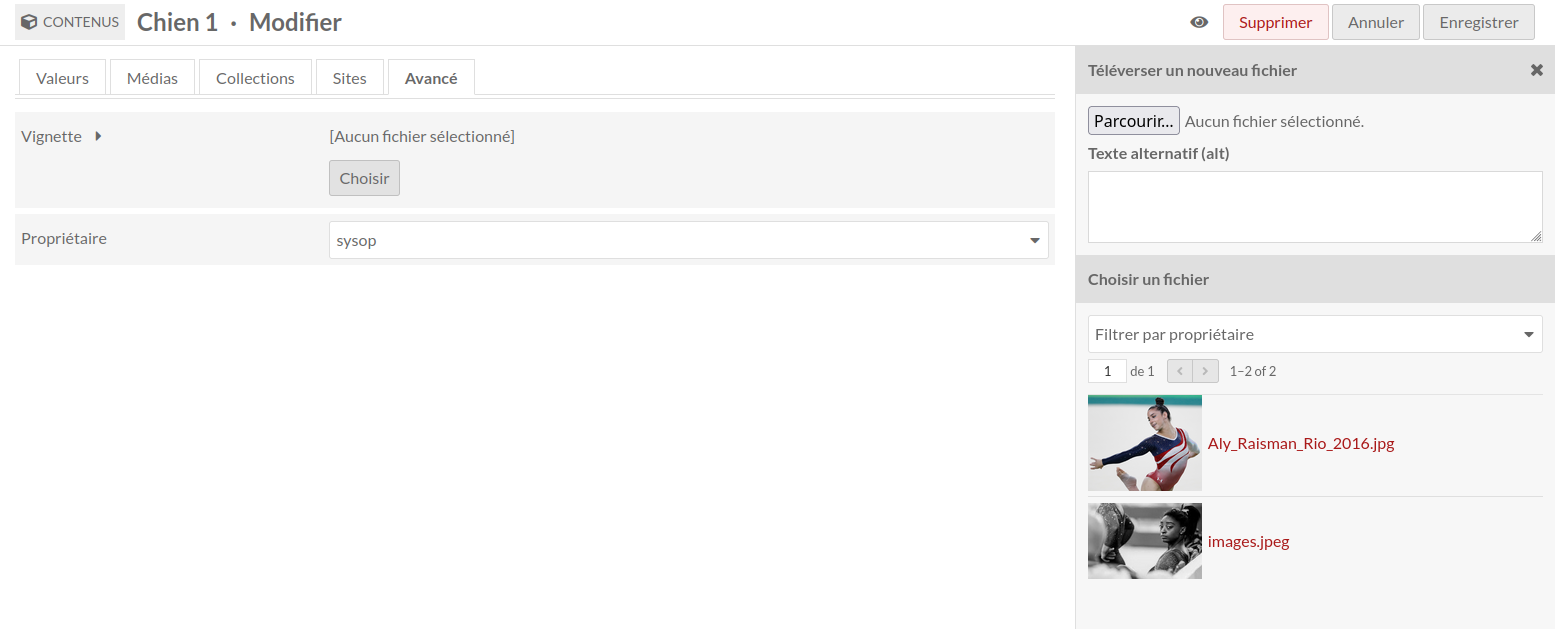 CONTENUS Chien 1 · Modifier Supprimer Annuler Enregistrer
Valeurs Médias Collections Sites Avancé
Vignette [Aucun fichier sélectionné]
Choisir
Propriétaire sysop
Téléverser un nouveau fichier
Parcourir... Aucun fichier sélectionné.
Texte alternatif (alt)
Choisir un fichier
Filtrer par propriétaire
1 de 1 1–2 of 2
Aly_Raisman_Rio_2016.jpg
images.jpeg